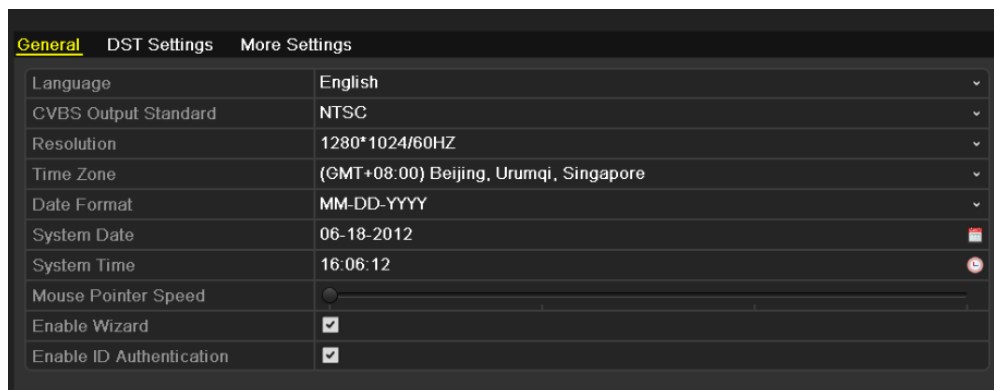 General DST Settings More Settings
Language English
CVBS Output Standard NTSC
Resolution 1280*1024/60HZ
Time Zone (GMT+08:00) Beijing, Urumqi, Singapore
Date Format MM-DD-YYYY
System Date 06-18-2012
System Time 16:06:12
Mouse Pointer Speed
Enable Wizard
Enable ID Authentication